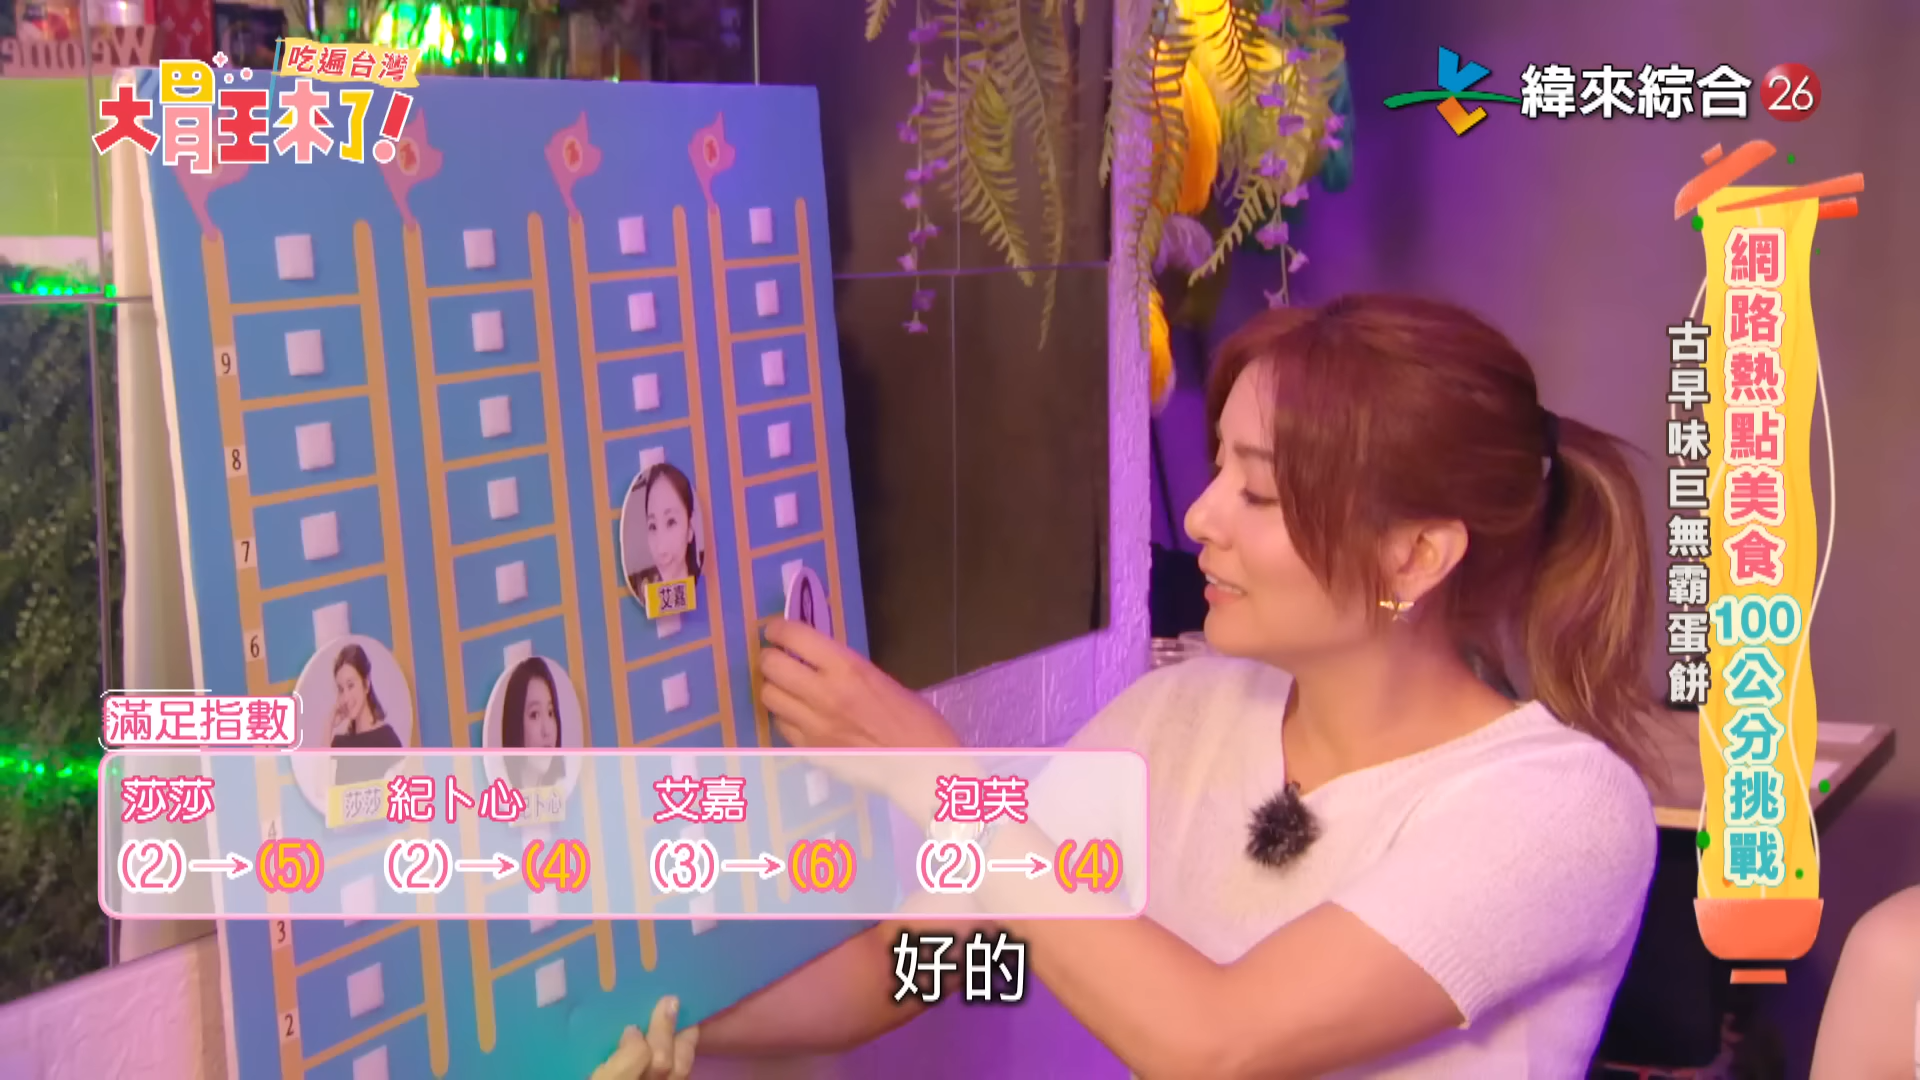 吃遍台灣
大胃王來了!
緯來綜合 26
網路熱點美食100公分挑戰
古早味巨無霸蛋餅
9
8
7
6
4
3
2
艾嘉
莎莎
滿足指數
莎莎 紀卜心 艾嘉 泡芙
(2)→(5) (2)→(4) (3)→(6) (2)→(4)
好的